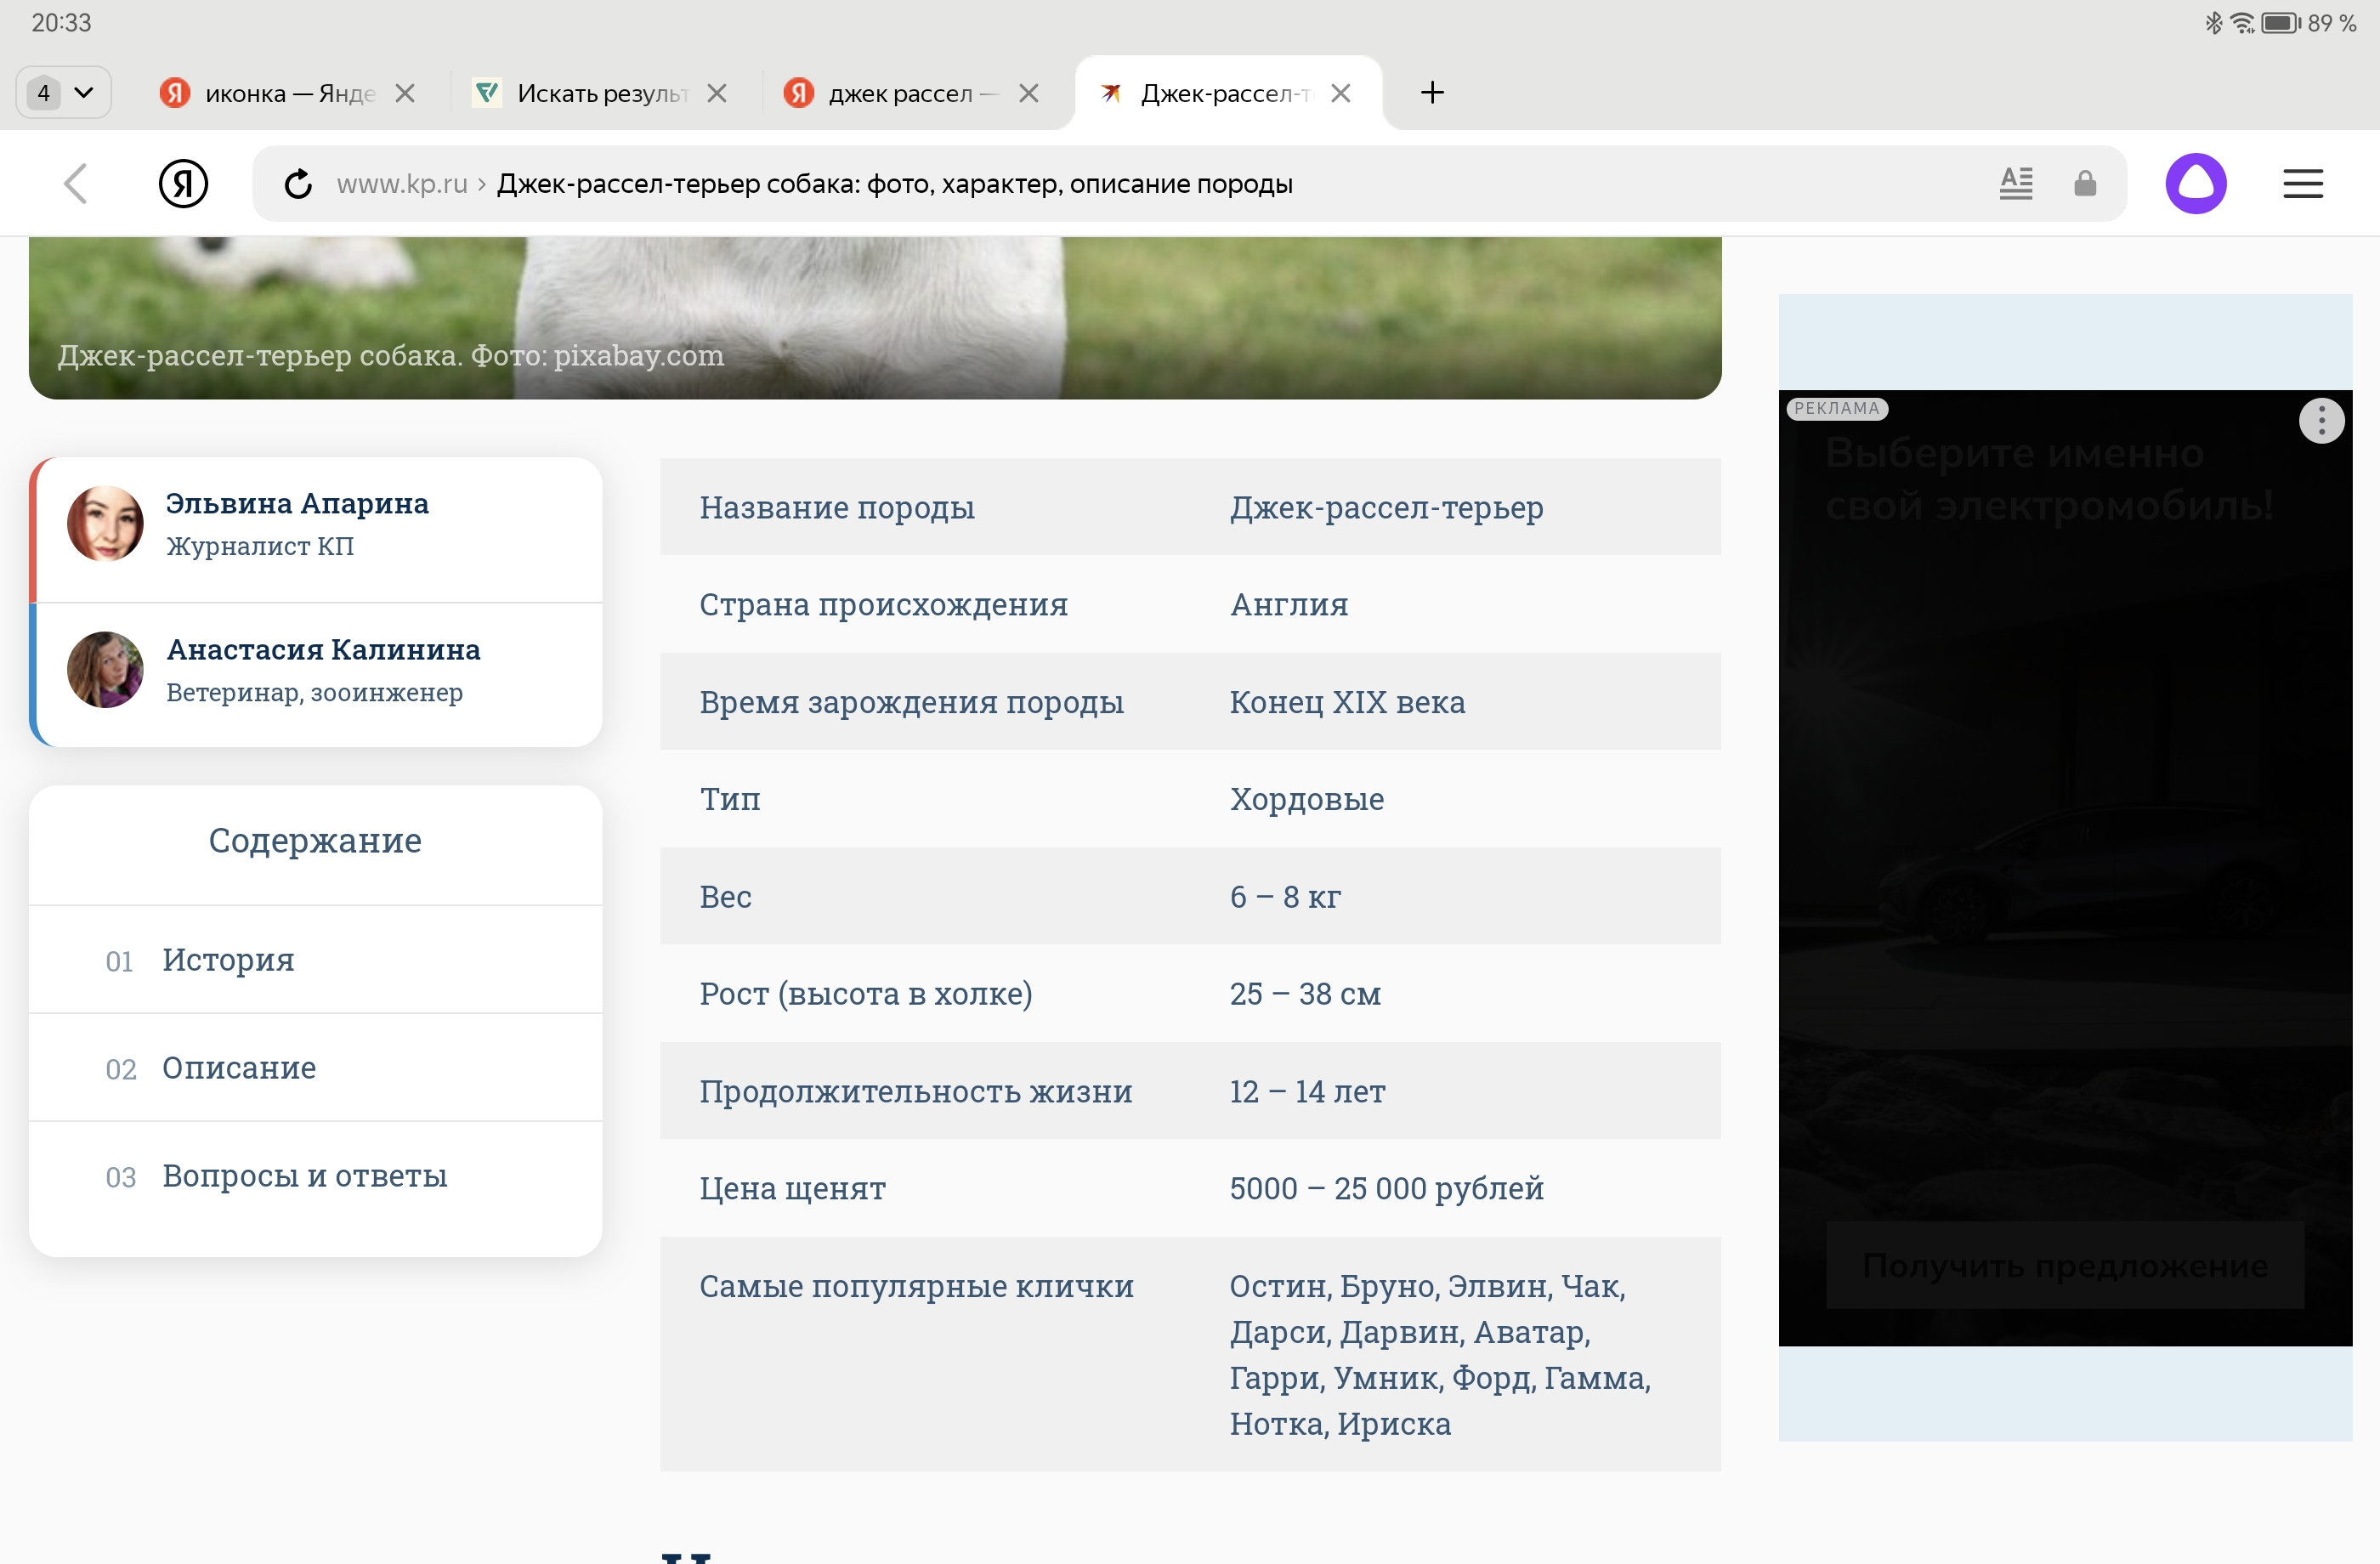 20:33
89 %
4
иконка — Янде
Искать результ
джек рассел —
Джек-рассел-т
www.kp.ru › Джек-рассел-терьер собака: фото, характер, описание породы
Джек-рассел-терьер собака. Фото: pixabay.com
Эльвина Апарина
Журналист КП
Анастасия Калинина
Ветеринар, зооинженер
Содержание
01 История
02 Описание
03 Вопросы и ответы
Название породы Джек-рассел-терьер
Страна происхождения Англия
Время зарождения породы Конец XIX века
Тип Хордовые
Вес 6 – 8 кг
Рост (высота в холке) 25 – 38 см
Продолжительность жизни 12 – 14 лет
Цена щенят 5000 – 25 000 рублей
Самые популярные клички Остин, Бруно, Элвин, Чак,
Дарси, Дарвин, Аватар,
Гарри, Умник, Форд, Гамма,
Нотка, Ириска
РЕКЛАМА
Выберите именно
свой электромобиль!
Получить предложение